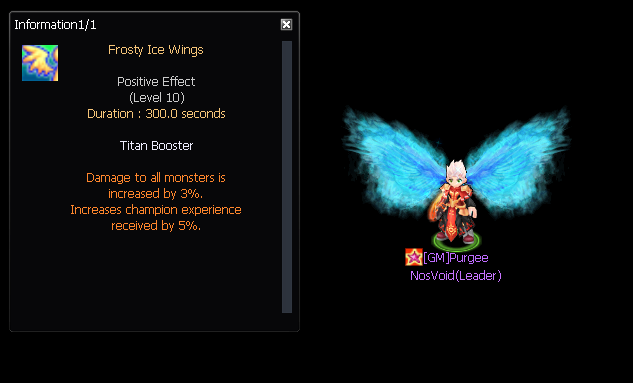 Information1/1
Frosty Ice Wings
Positive Effect
(Level 10)
Duration : 300.0 seconds
Titan Booster
Damage to all monsters is
increased by 3%.
Increases champion experience
received by 5%.
[GM]Purgee
NosVoid(Leader)